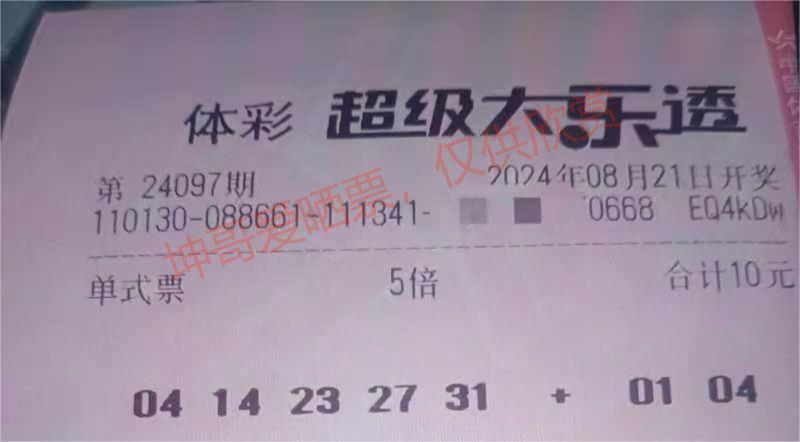 体彩 超级大乐透
第 24097期 2024年08月21日开奖
110130-088661-111341- 0668 EQ4kDw
坤哥爱晒票，仅供欣赏
单式票 5倍 合计10元
04 14 23 27 31 + 01 04